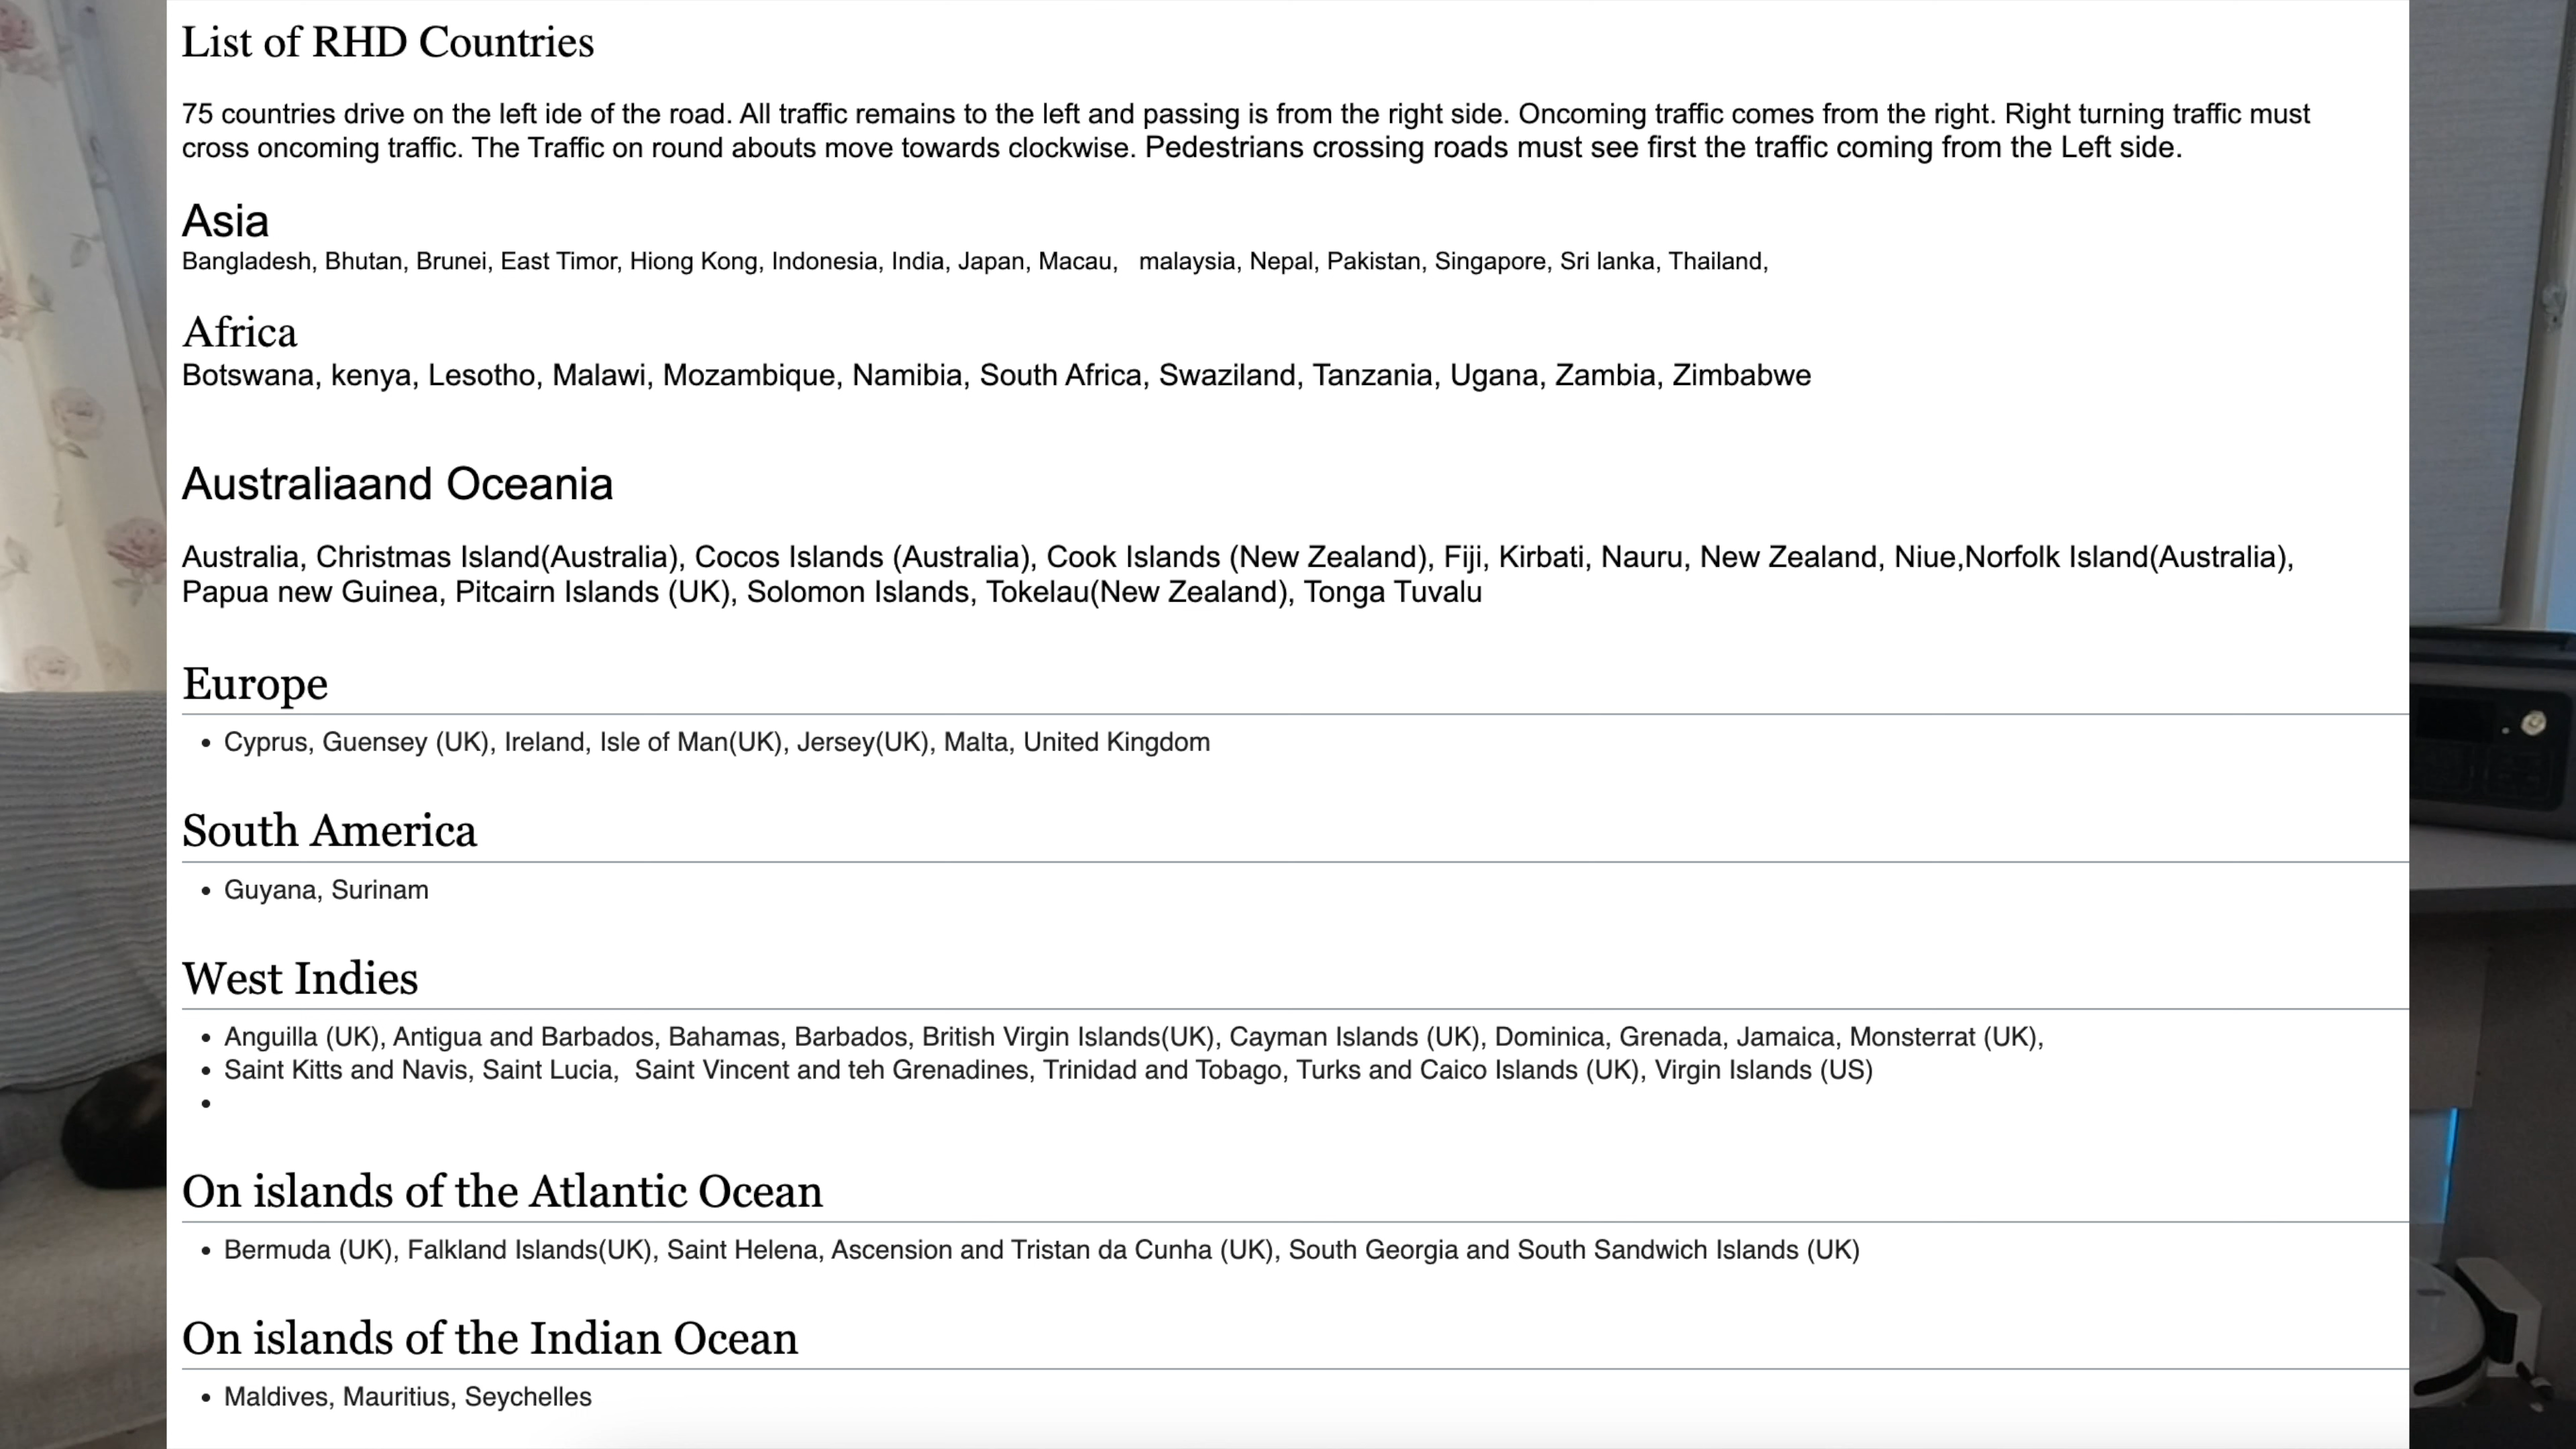 List of RHD Countries
75 countries drive on the left ide of the road. All traffic remains to the left and passing is from the right side. Oncoming traffic comes from the right. Right turning traffic must
cross oncoming traffic. The Traffic on round abouts move towards clockwise. Pedestrians crossing roads must see first the traffic coming from the Left side.
Asia
Bangladesh, Bhutan, Brunei, East Timor, Hiong Kong, Indonesia, India, Japan, Macau, malaysia, Nepal, Pakistan, Singapore, Sri lanka, Thailand,
Africa
Botswana, kenya, Lesotho, Malawi, Mozambique, Namibia, South Africa, Swaziland, Tanzania, Ugana, Zambia, Zimbabwe
Australiaand Oceania
Australia, Christmas Island(Australia), Cocos Islands (Australia), Cook Islands (New Zealand), Fiji, Kirbati, Nauru, New Zealand, Niue,Norfolk Island(Australia),
Papua new Guinea, Pitcairn Islands (UK), Solomon Islands, Tokelau(New Zealand), Tonga Tuvalu
Europe
• Cyprus, Guensey (UK), Ireland, Isle of Man(UK), Jersey(UK), Malta, United Kingdom
South America
• Guyana, Surinam
West Indies
• Anguilla (UK), Antigua and Barbados, Bahamas, Barbados, British Virgin Islands(UK), Cayman Islands (UK), Dominica, Grenada, Jamaica, Monsterrat (UK),
• Saint Kitts and Navis, Saint Lucia, Saint Vincent and teh Grenadines, Trinidad and Tobago, Turks and Caico Islands (UK), Virgin Islands (US)
•
On islands of the Atlantic Ocean
• Bermuda (UK), Falkland Islands(UK), Saint Helena, Ascension and Tristan da Cunha (UK), South Georgia and South Sandwich Islands (UK)
On islands of the Indian Ocean
• Maldives, Mauritius, Seychelles